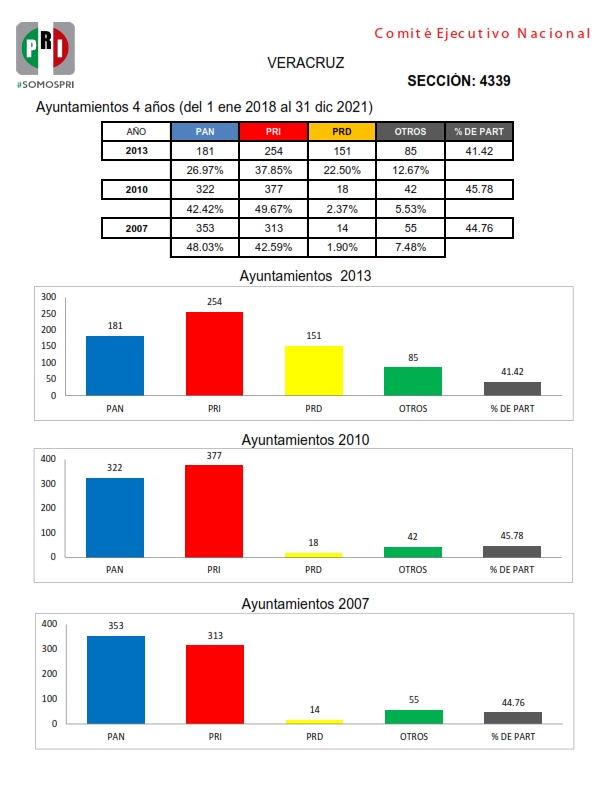 Comité Ejecutivo Nacional
PRI
#SOMOSPRI
VERACRUZ
SECCIÓN: 4339
Ayuntamientos 4 años (del 1 ene 2018 al 31 dic 2021)
AÑO PAN PRI PRD OTROS % DE PART
2013 181 254 151 85 41.42
26.97% 37.85% 22.50% 12.67%
2010 322 377 18 42 45.78
42.42% 49.67% 2.37% 5.53%
2007 353 313 14 55 44.76
48.03% 42.59% 1.90% 7.48%
Ayuntamientos 2013
300
250
200
150
100
50
0
181 254 151 85 41.42
PAN PRI PRD OTROS % DE PART
Ayuntamientos 2010
400
300
200
100
0
322 377 18 42 45.78
PAN PRI PRD OTROS % DE PART
Ayuntamientos 2007
400
300
200
100
0
353 313 14 55 44.76
PAN PRI PRD OTROS % DE PART